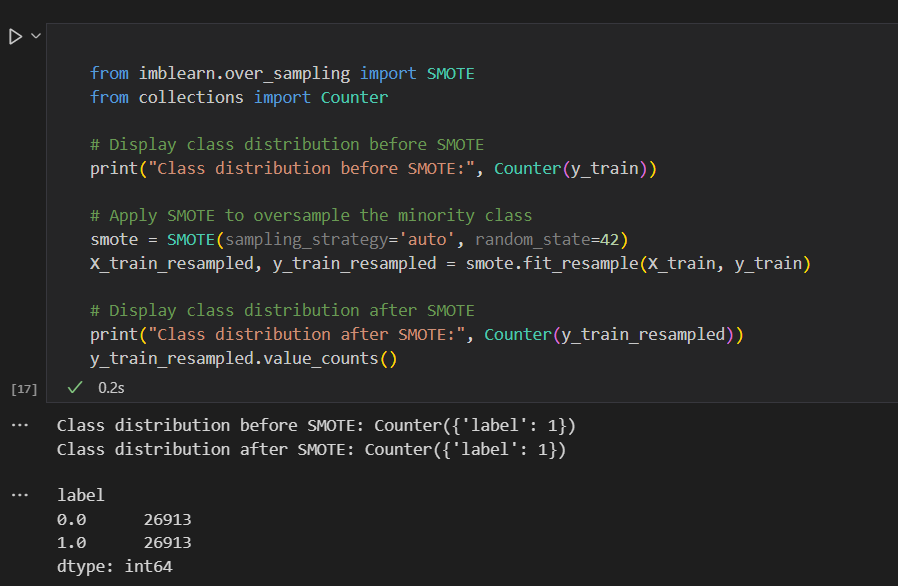 from imblearn.over_sampling import SMOTE
from collections import Counter
# Display class distribution before SMOTE
print("Class distribution before SMOTE:", Counter(y_train))
# Apply SMOTE to oversample the minority class
smote = SMOTE(sampling_strategy='auto', random_state=42)
X_train_resampled, y_train_resampled = smote.fit_resample(X_train, y_train)
# Display class distribution after SMOTE
print("Class distribution after SMOTE:", Counter(y_train_resampled))
y_train_resampled.value_counts()
[17] 0.2s
Class distribution before SMOTE: Counter({'label': 1})
Class distribution after SMOTE: Counter({'label': 1})
label
0.0 26913
1.0 26913
dtype: int64